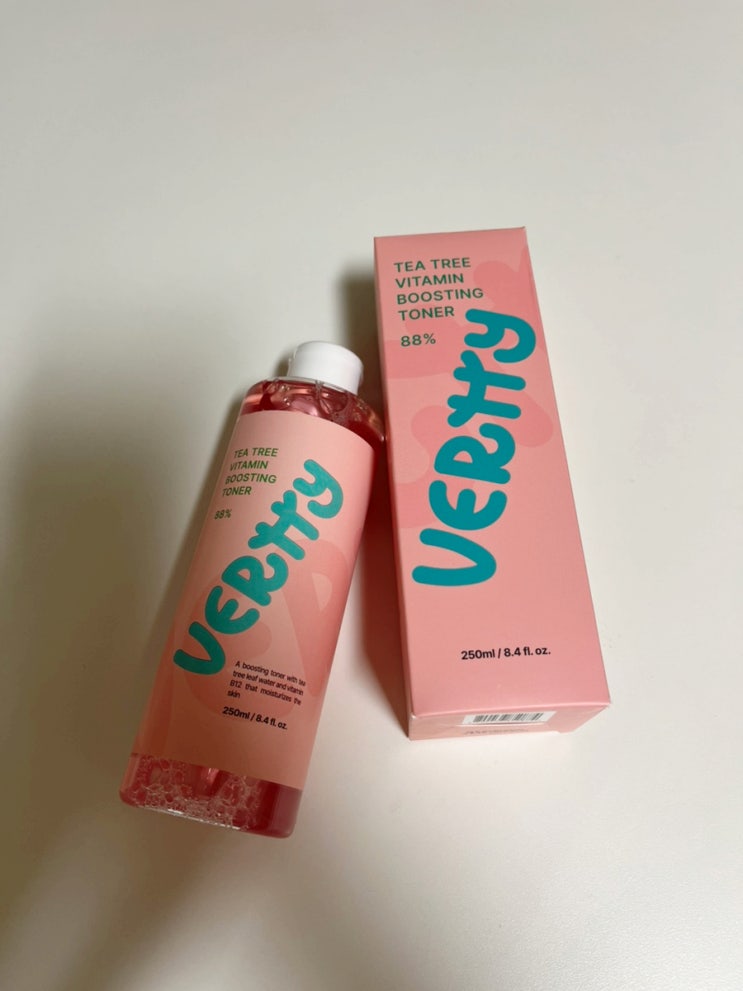 TEA TREE
VITAMIN
BOOSTING
TONER
88%
VERTTY
250ml / 8.4 fl. oz.
TEA TREE
VITAMIN
BOOSTING
TONER
88%
VERTTY
A boosting toner with tea
tree leaf water and vitamin
B12 that moisturizes the
skin
250ml / 8.4 fl. oz.